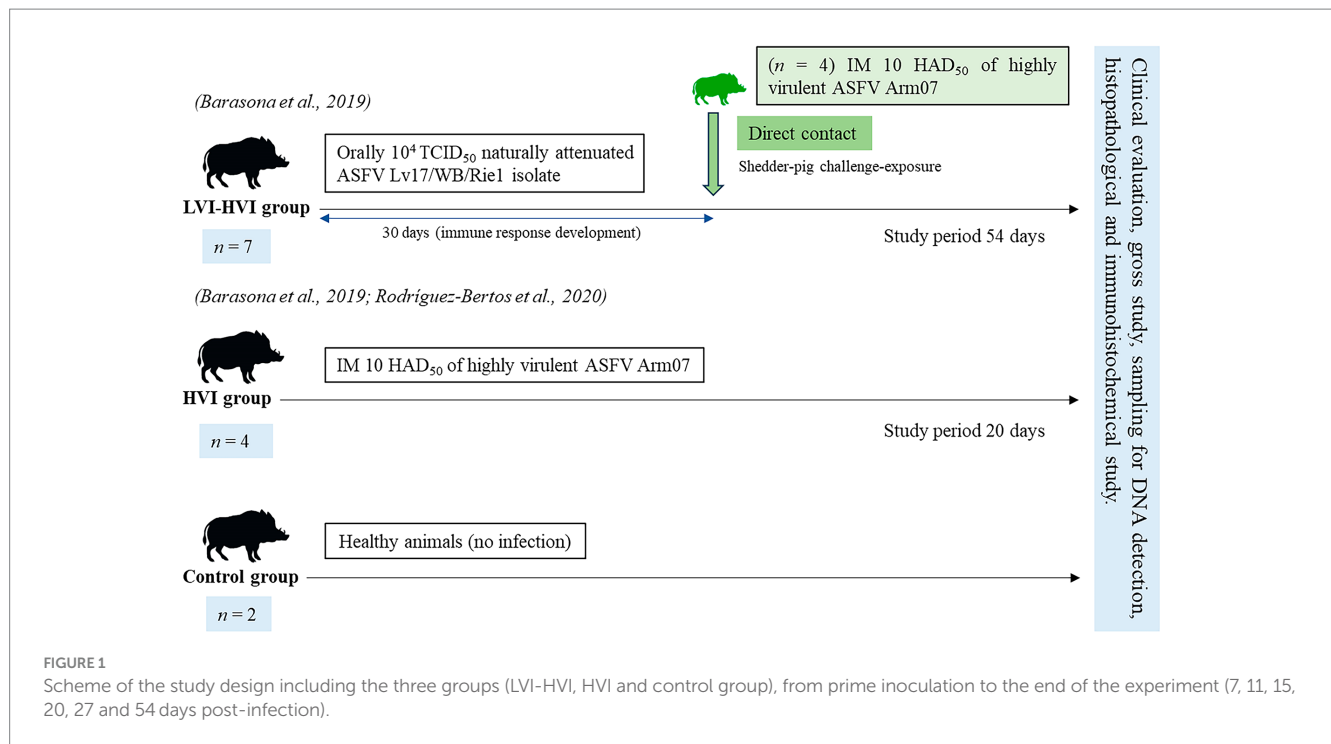 (Barasona et al., 2019)
(n = 4) IM 10 HAD₅₀ of highly
virulent ASFV Arm07
Direct contact
Shedder-pig challenge-exposure
Orally 10⁴ TCID₅₀ naturally attenuated
ASFV Lv17/WB/Rie1 isolate
LVI-HVI group
n = 7
30 days (immune response development)
Study period 54 days
(Barasona et al., 2019; Rodríguez-Bertos et al., 2020)
IM 10 HAD₅₀ of highly virulent ASFV Arm07
HVI group
n = 4
Study period 20 days
Healthy animals (no infection)
Control group
n = 2
Clinical evaluation, gross study, sampling for DNA detection,
histopathological and immunohistochemical study.
FIGURE 1
Scheme of the study design including the three groups (LVI-HVI, HVI and control group), from prime inoculation to the end of the experiment (7, 11, 15,
20, 27 and 54 days post-infection).